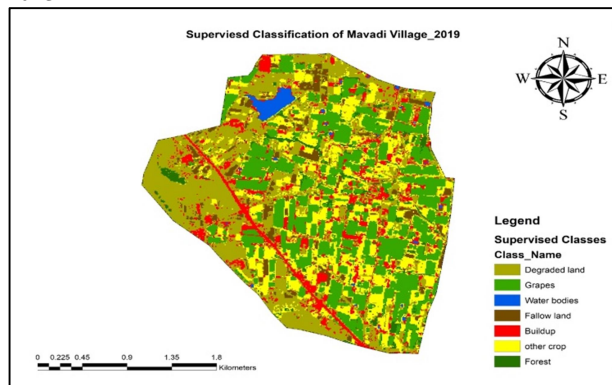 Superviesd Classification of Mavadi Village_2019
N
W E
S
Legend
Supervised Classes
Class_Name
Degraded land
Grapes
Water bodies
Fallow land
Buildup
other crop
Forest
0 0.225 0.45 0.9 1.35 1.8
Kilometers